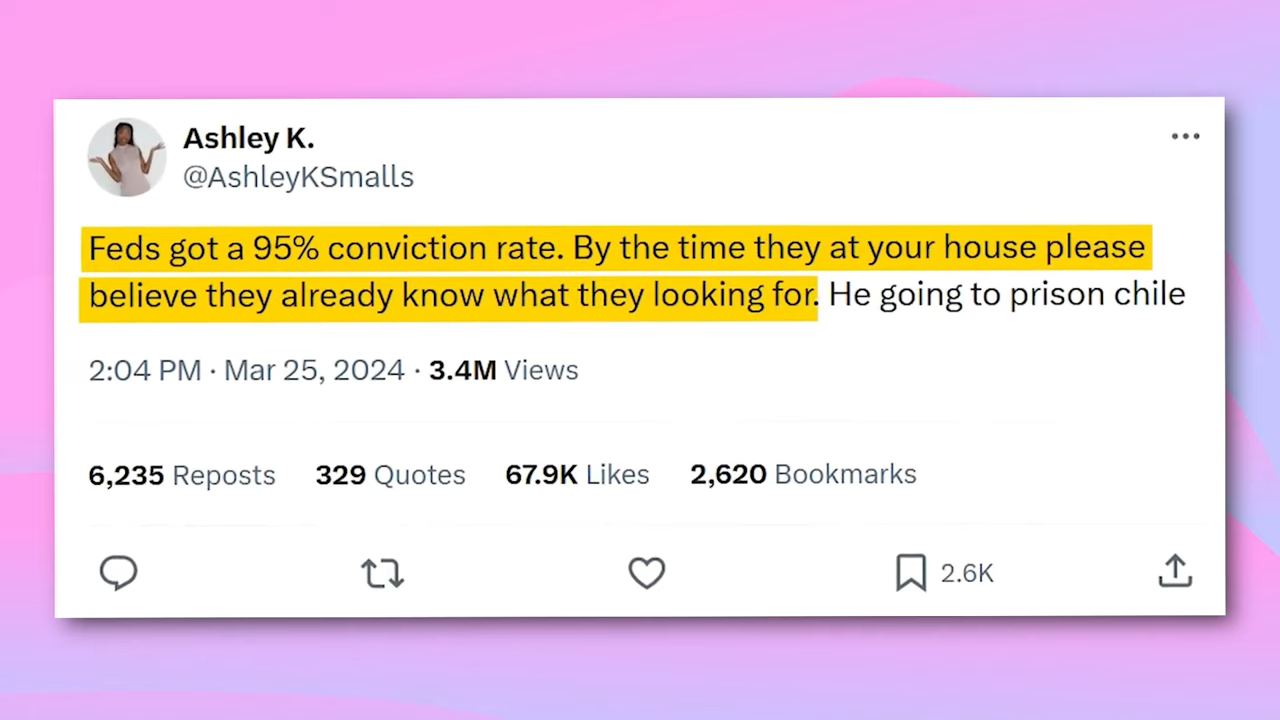 Ashley K.
@AshleyKSmalls
Feds got a 95% conviction rate. By the time they at your house please
believe they already know what they looking for. He going to prison chile
2:04 PM · Mar 25, 2024 · 3.4M Views
6,235 Reposts 329 Quotes 67.9K Likes 2,620 Bookmarks
2.6K